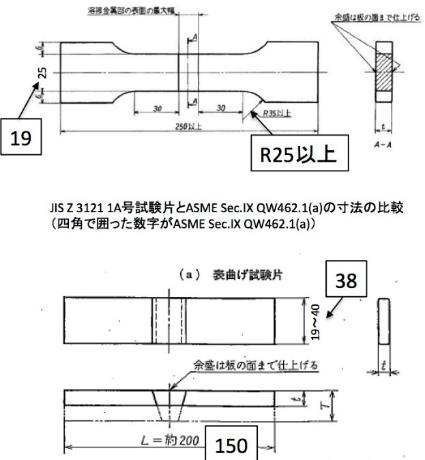 溶接金属部の表面の最大幅
余盛は板の面まで仕上げる
A
6
25
6
A
30
30
R35以上
250以上
t
A-A
19
R25以上
JIS Z 3121 1A号試験片とASME Sec.IX QW462.1(a)の寸法の比較
(四角で囲った数字がASME Sec.IX QW462.1(a))
(a) 表曲げ試験片
38
19~40
t
余盛は板の面まで仕上げる
t
T
L=約200
150